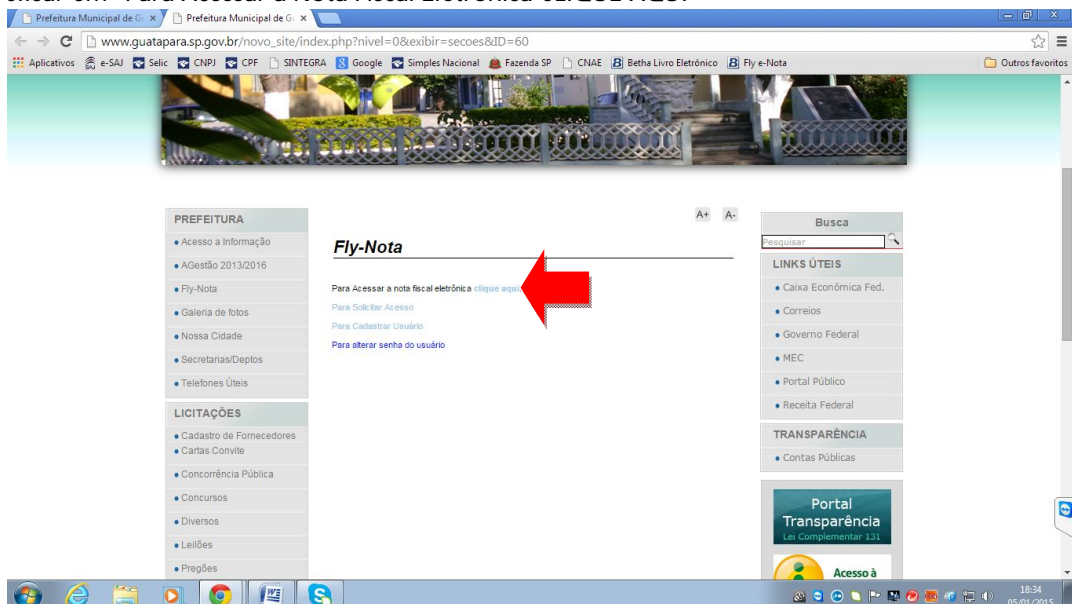 Prefeitura Municipal de G
Prefeitura Municipal de G
www.guatapara.sp.gov.br/novo_site/index.php?nivel=0&exibir=secoes&ID=60
Aplicativos e-SAJ Selic CNPJ CPF SINTEGRA Google Simples Nacional Fazenda SP CNAE Betha Livro Eletrônico Fly e-Nota Outros favoritos
PREFEITURA
Acesso a Informação
AGestão 2013/2016
Fly-Nota
Galeria de fotos
Nossa Cidade
Secretarias/Deptos
Telefones Úteis
LICITAÇÕES
Cadastro de Fornecedores
Cartas Convite
Concorrência Pública
Concursos
Diversos
Leilões
Pregões
A+ A-
Fly-Nota
Para Acessar a nota fiscal eletrônica clique aqui.
Para Solicitar Acesso
Para Cadastrar Usuário
Para alterar senha do usuário
Busca
Pesquisar
LINKS ÚTEIS
Caixa Econômica Fed.
Correios
Governo Federal
MEC
Portal Público
Receita Federal
TRANSPARÊNCIA
Contas Públicas
Portal
Transparência
Lei Complementar 131
Acesso à
18:34
05/01/2015